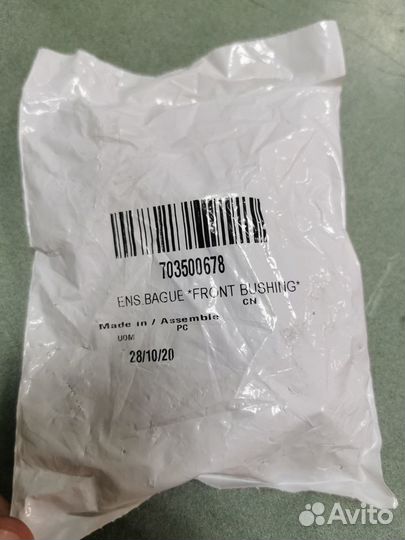 703500678
ENS.BAGUE *FRONT BUSHING*
Made in / Assemble CN
UOM PC
28/10/20
Avito